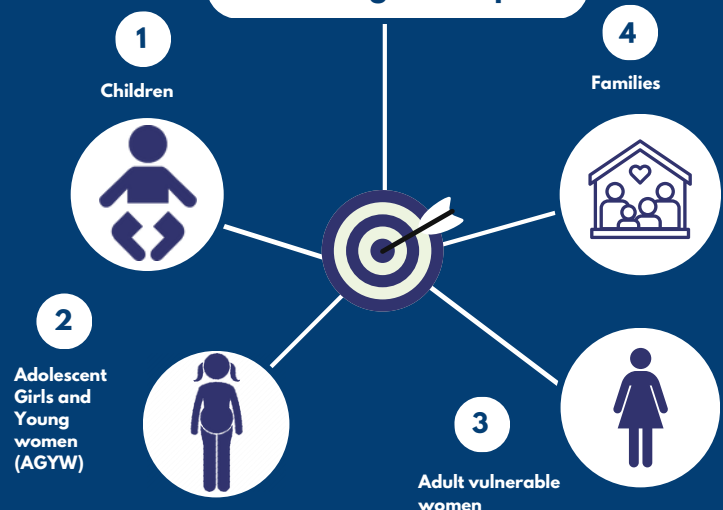 1
Children
4
Families
2
Adolescent
Girls and
Young
women
(AGYW)
3
Adult vulnerable
women